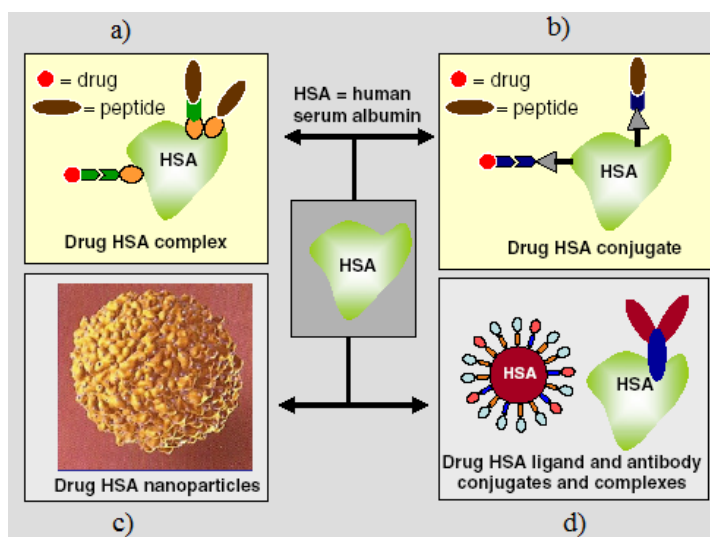 a)
b)
= drug
= peptide
HSA
Drug HSA complex
HSA = human
serum albumin
= drug
= peptide
HSA
Drug HSA conjugate
HSA
Drug HSA nanoparticles
HSA
HSA
Drug HSA ligand and antibody
conjugates and complexes
c)
d)